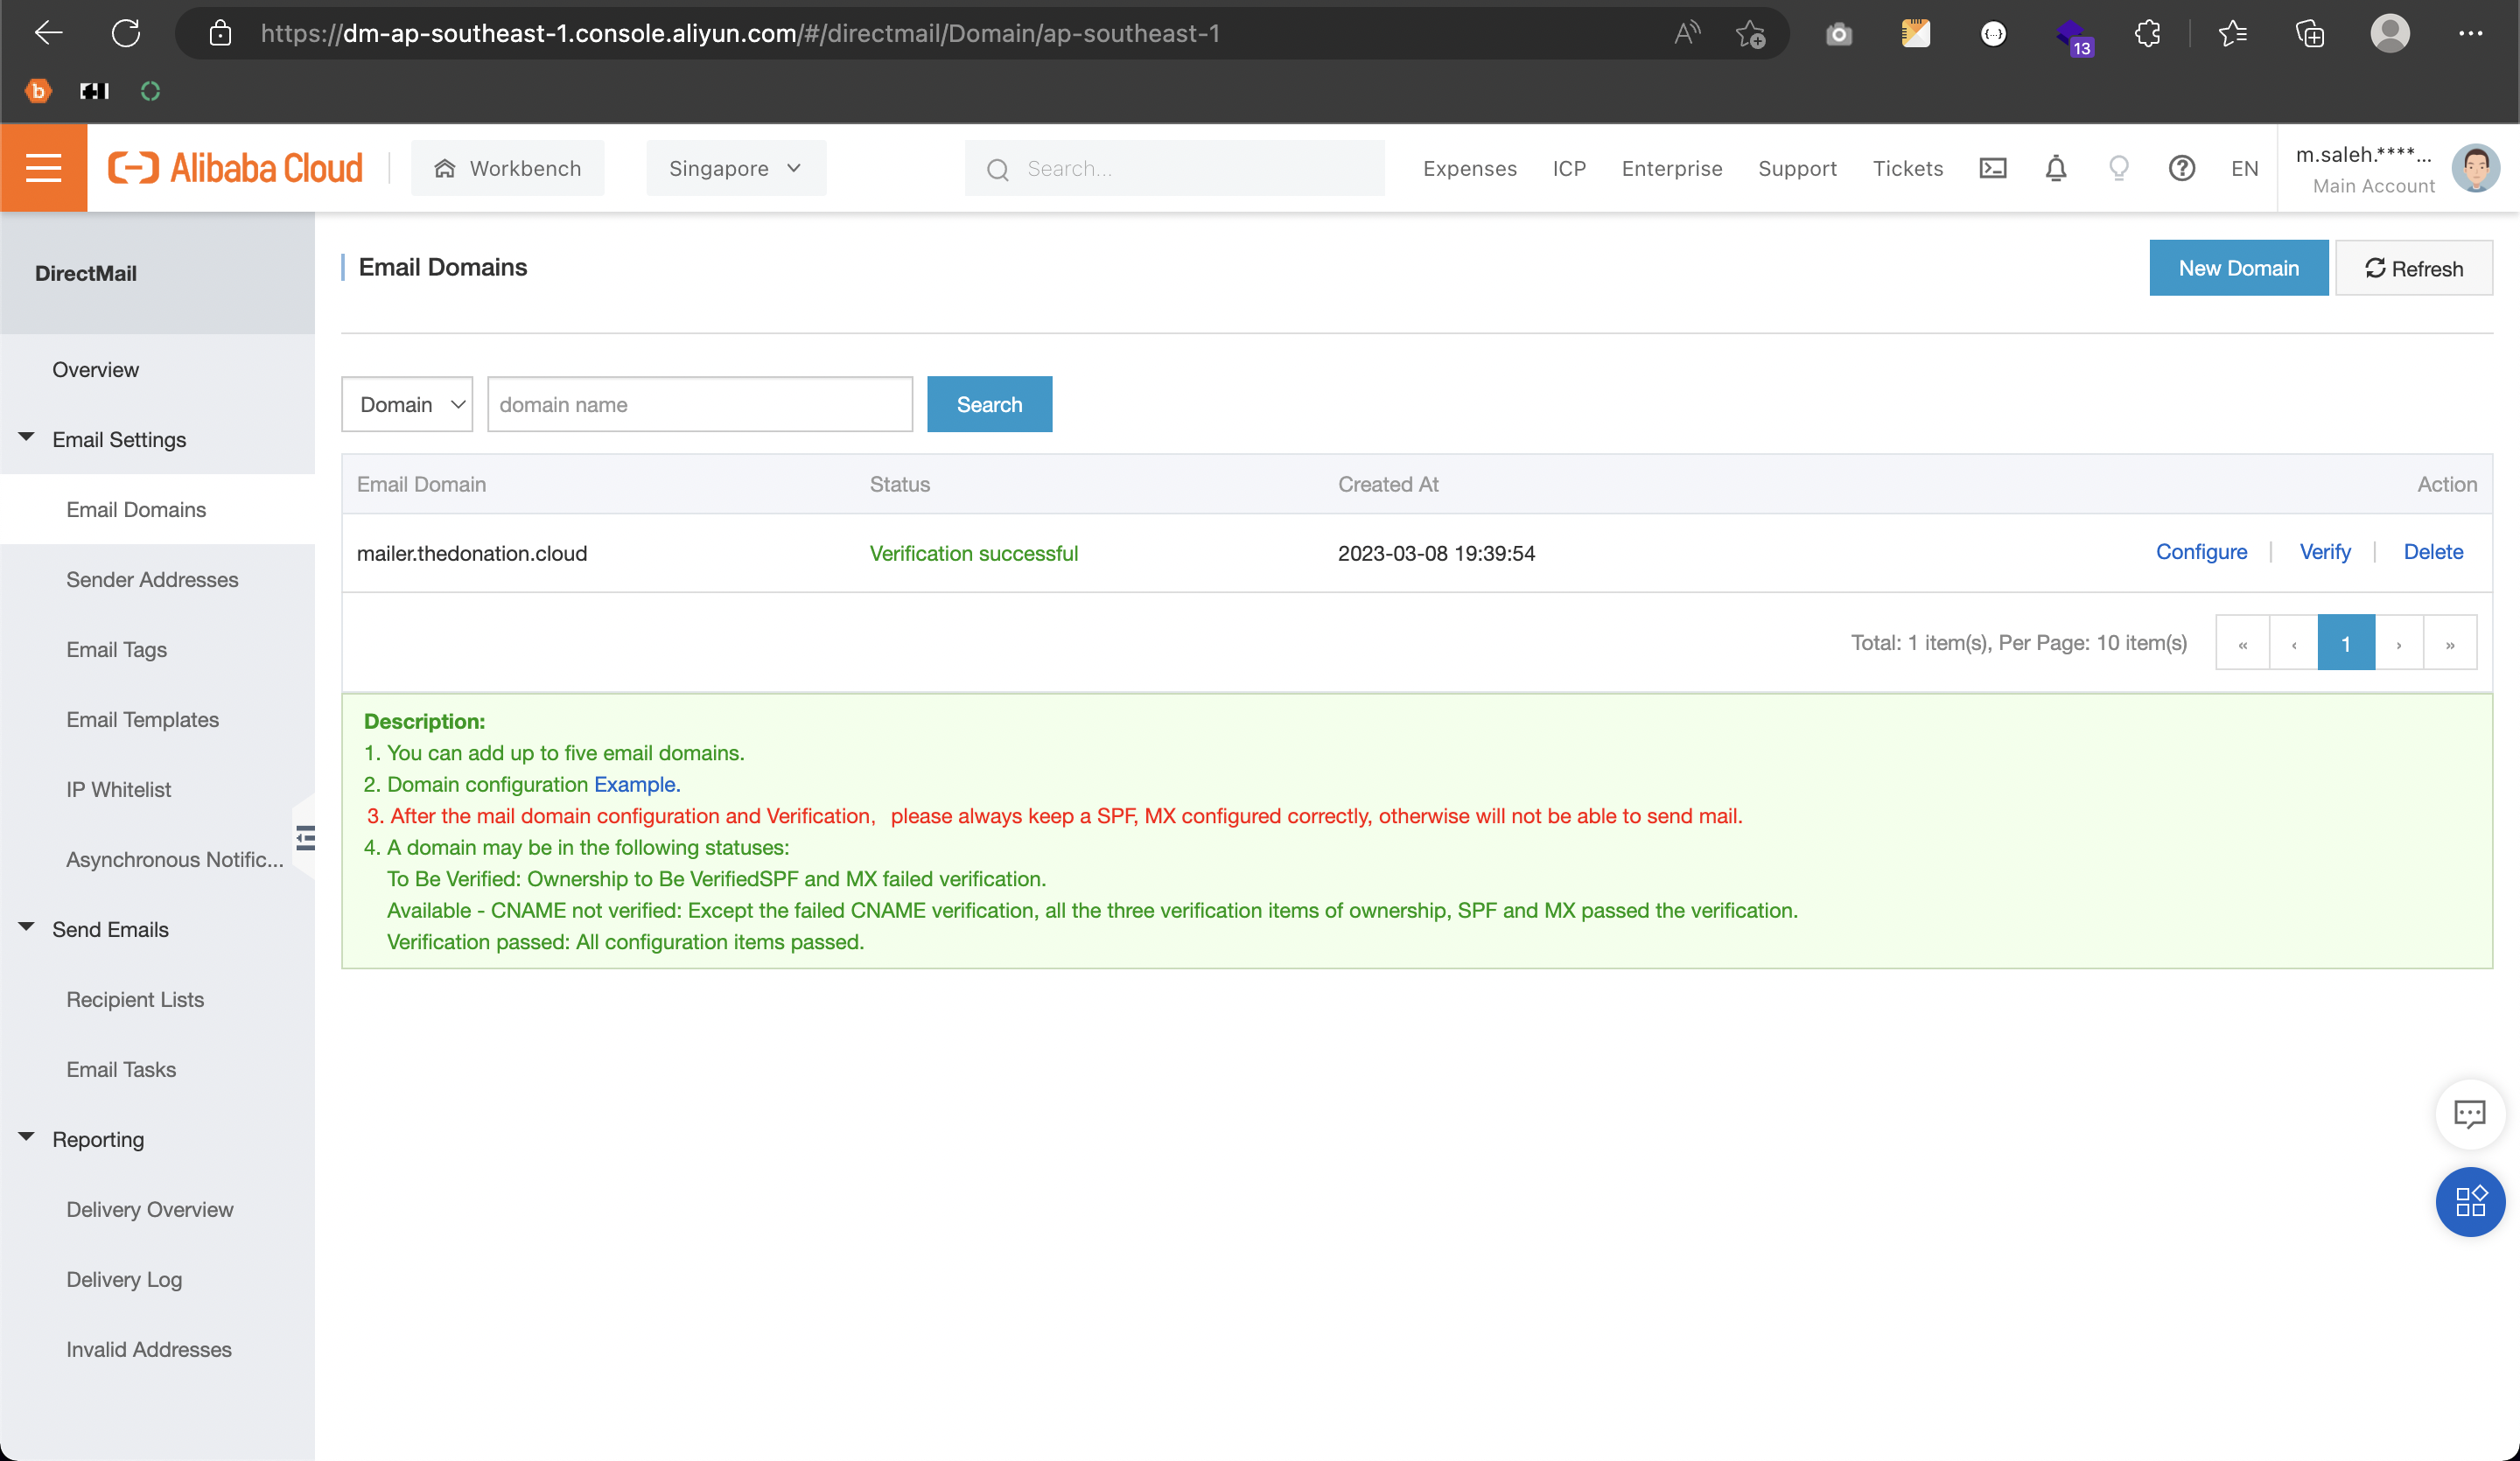 https://dm-ap-southeast-1.console.aliyun.com/#/directmail/Domain/ap-southeast-1
13
Alibaba Cloud
Workbench
Singapore
Search...
Expenses
ICP
Enterprise
Support
Tickets
EN
m.saleh.****...
Main Account
DirectMail
Overview
Email Settings
Email Domains
Sender Addresses
Email Tags
Email Templates
IP Whitelist
Asynchronous Notific...
Send Emails
Recipient Lists
Email Tasks
Reporting
Delivery Overview
Delivery Log
Invalid Addresses
Email Domains
New Domain
Refresh
Domain
domain name
Search
Email Domain Status Created At Action
mailer.thedonation.cloud Verification successful 2023-03-08 19:39:54 Configure | Verify | Delete
Total: 1 item(s), Per Page: 10 item(s) « ‹ 1 › »
Description:
1. You can add up to five email domains.
2. Domain configuration Example.
3. After the mail domain configuration and Verification, please always keep a SPF, MX configured correctly, otherwise will not be able to send mail.
4. A domain may be in the following statuses:
To Be Verified: Ownership to Be VerifiedSPF and MX failed verification.
Available - CNAME not verified: Except the failed CNAME verification, all the three verification items of ownership, SPF and MX passed the verification.
Verification passed: All configuration items passed.